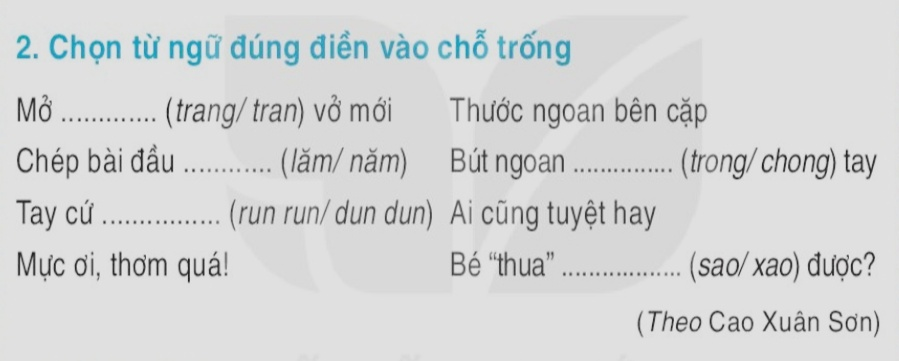 2. Chọn từ ngữ đúng điền vào chỗ trống
Mở ............. (trang/ tran) vở mới
Chép bài đầu ............ (lăm/ năm)
Tay cứ ................ (run run/ dun dun)
Mực ơi, thơm quá!
Thước ngoan bên cặp
Bút ngoan ............... (trong/ chong) tay
Ai cũng tuyệt hay
Bé “thua” .................. (sao/ xao) được?
(Theo Cao Xuân Sơn)